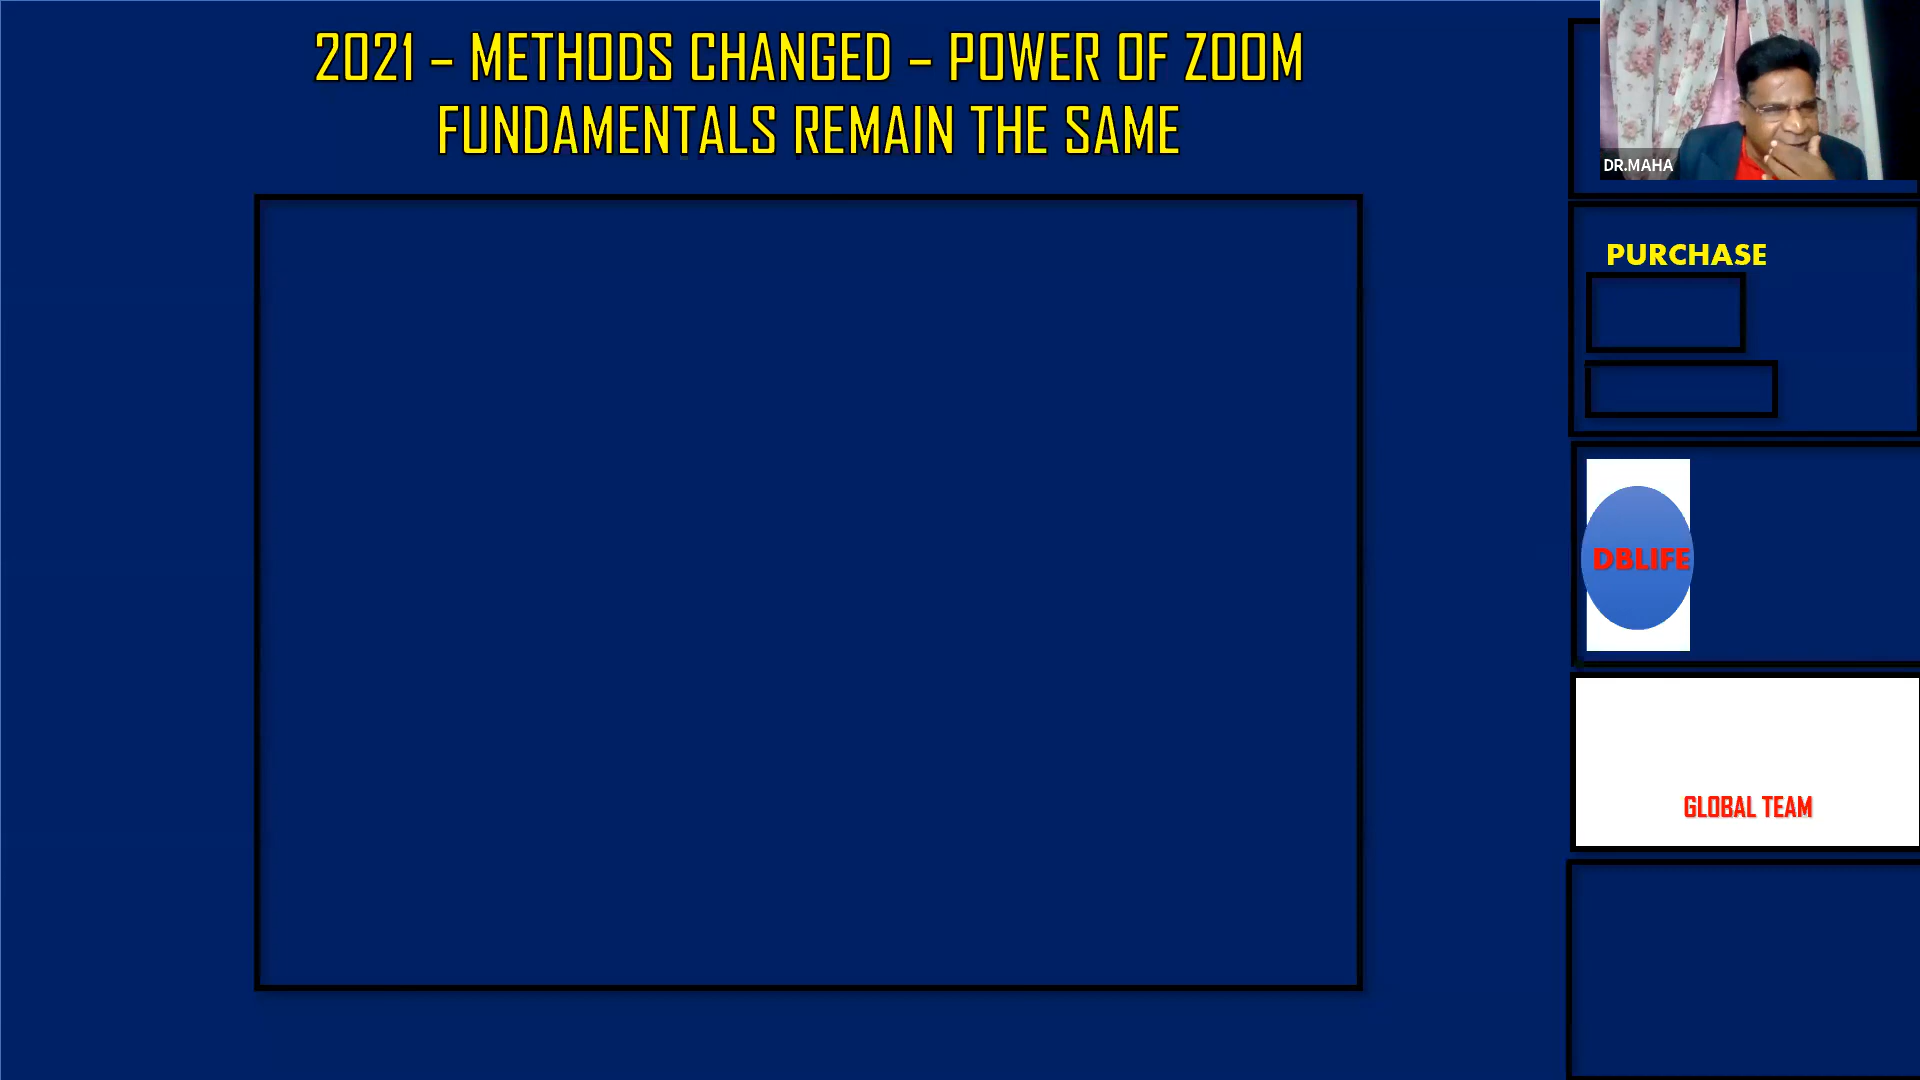 2021 – METHODS CHANGED – POWER OF ZOOM
FUNDAMENTALS REMAIN THE SAME
DR.MAHA
PURCHASE
DBLIFE
GLOBAL TEAM